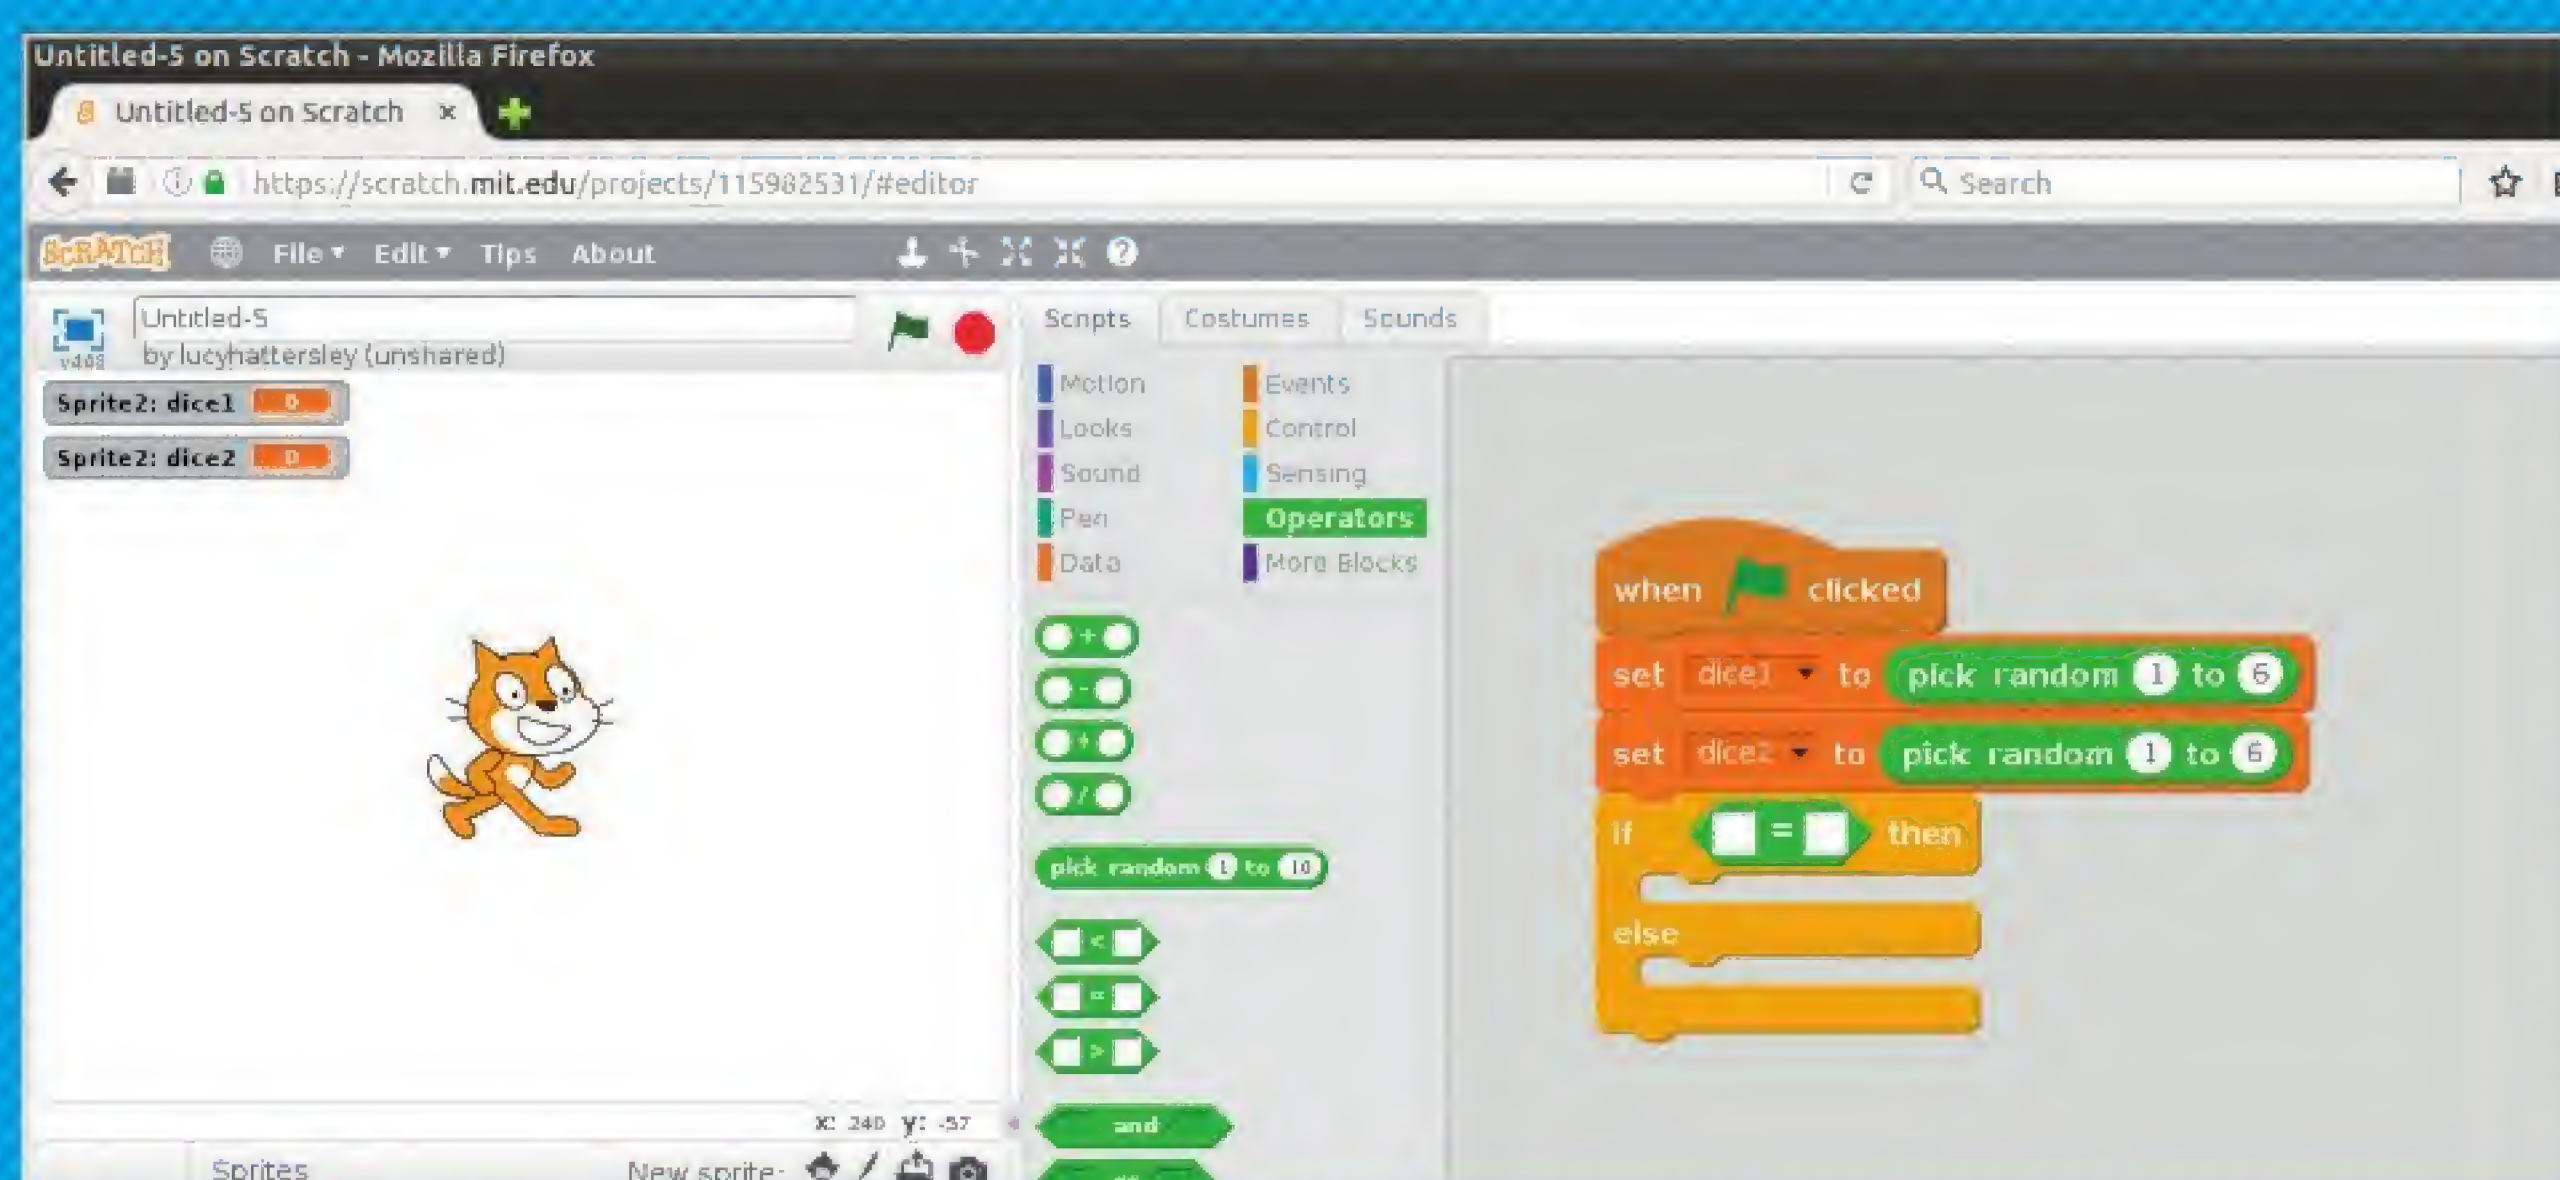 Untitled-5 on Scratch - Mozilla Firefox
Untitled-5 on Scratch ×
https://scratch.mit.edu/projects/115982531/#editor
Search
SCRATCH File Edit Tips About
Untitled-5
by lucyhattersley (unshared)
v448
Sprite2: dice1 0
Sprite2: dice2 0
X: 240 y: -57
Sprites New sprite:
Scripts Costumes Sounds
Motion Events
Looks Control
Sound Sensing
Pen Operators
Data More Blocks
+
-
/
pick random 1 to 10
<
=
>
and
when clicked
set dice1 to pick random 1 to 6
set dice2 to pick random 1 to 6
if = then
else